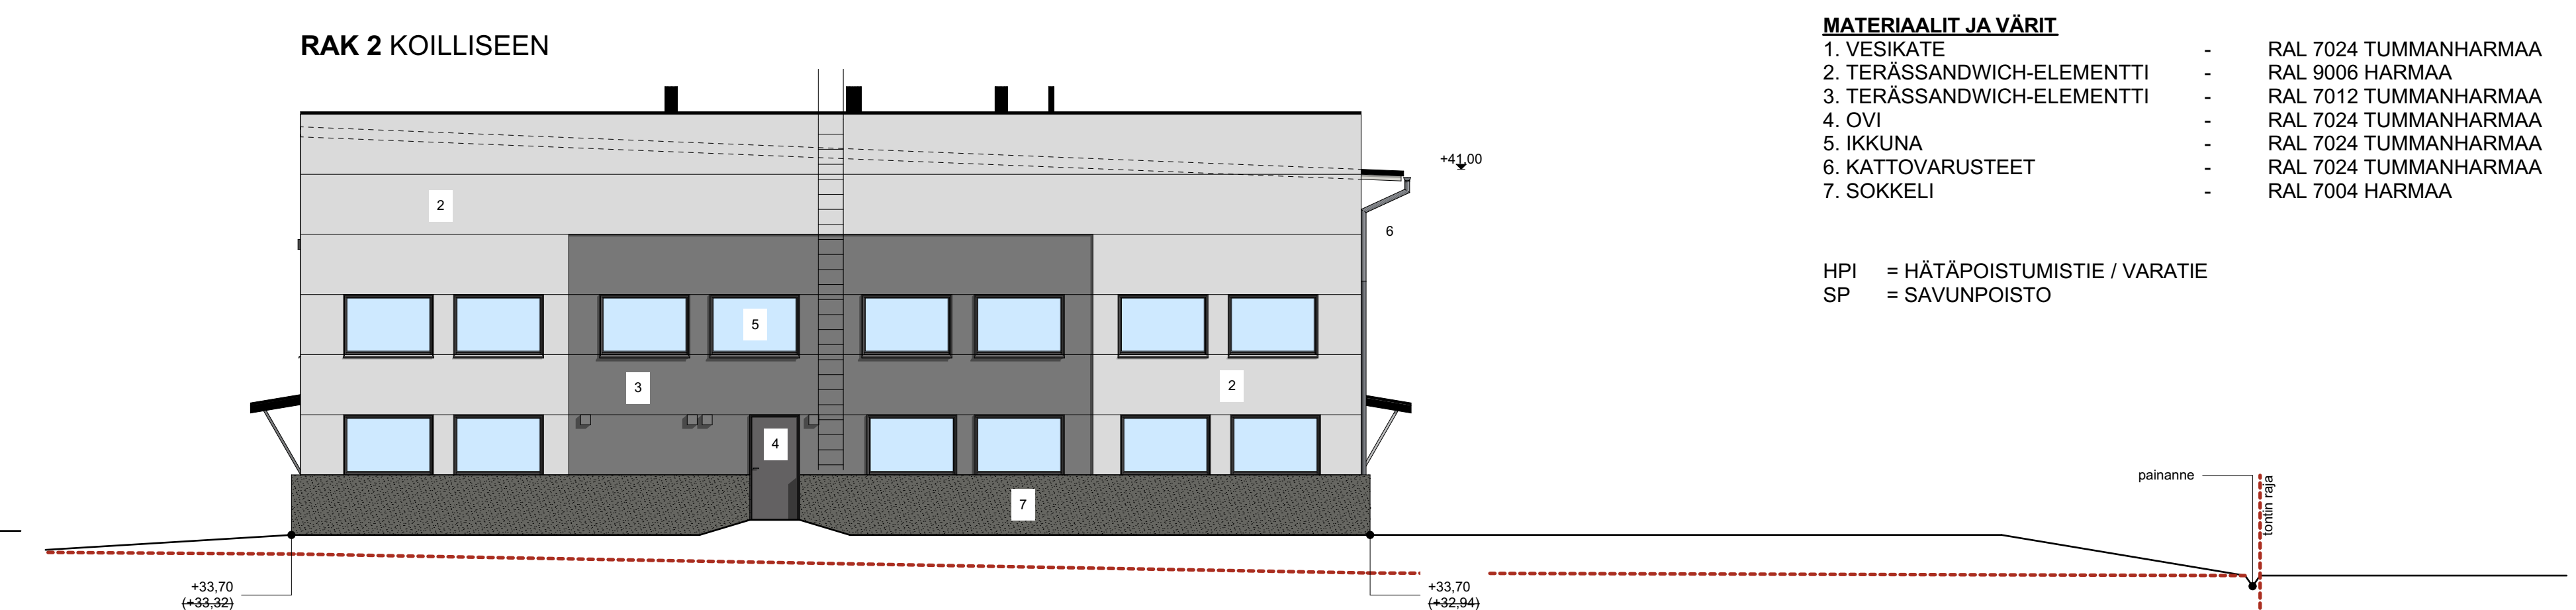 RAK 2 KOILLISEEN
MATERIAALIT JA VÄRIT
1. VESIKATE - RAL 7024 TUMMANHARMAA
2. TERÄSSANDWICH-ELEMENTTI - RAL 9006 HARMAA
3. TERÄSSANDWICH-ELEMENTTI - RAL 7012 TUMMANHARMAA
4. OVI - RAL 7024 TUMMANHARMAA
5. IKKUNA - RAL 7024 TUMMANHARMAA
6. KATTOVARUSTEET - RAL 7024 TUMMANHARMAA
7. SOKKELI - RAL 7004 HARMAA
HPI = HÄTÄPOISTUMISTIE / VARATIE
SP = SAVUNPOISTO
+41,00
2
6
5
3
2
4
7
painanne
tontin raja
+33,70
(+33,32)
+33,70
(+32,94)